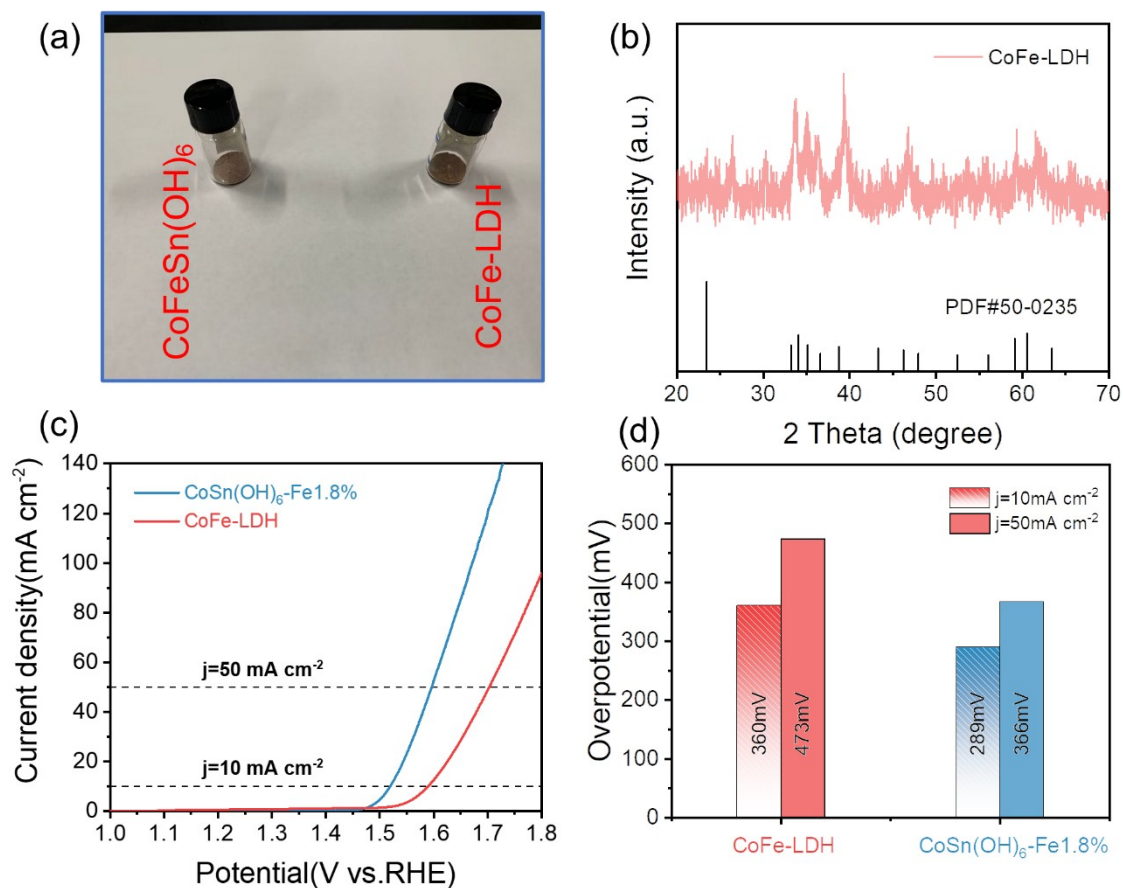 (a)
CoFeSn(OH)₆
CoFe-LDH
(b)
CoFe-LDH
Intensity (a.u.)
PDF#50-0235
20 30 40 50 60 70
2 Theta (degree)
(c)
140
120
100
80
60
40
20
0
Current density(mA cm⁻²)
CoSn(OH)₆-Fe1.8%
CoFe-LDH
j=50 mA cm⁻²
j=10 mA cm⁻²
1.0 1.1 1.2 1.3 1.4 1.5 1.6 1.7 1.8
Potential(V vs.RHE)
(d)
600
500
400
300
200
100
0
Overpotential(mV)
j=10mA cm⁻²
j=50mA cm⁻²
360mV
473mV
289mV
366mV
CoFe-LDH CoSn(OH)₆-Fe1.8%